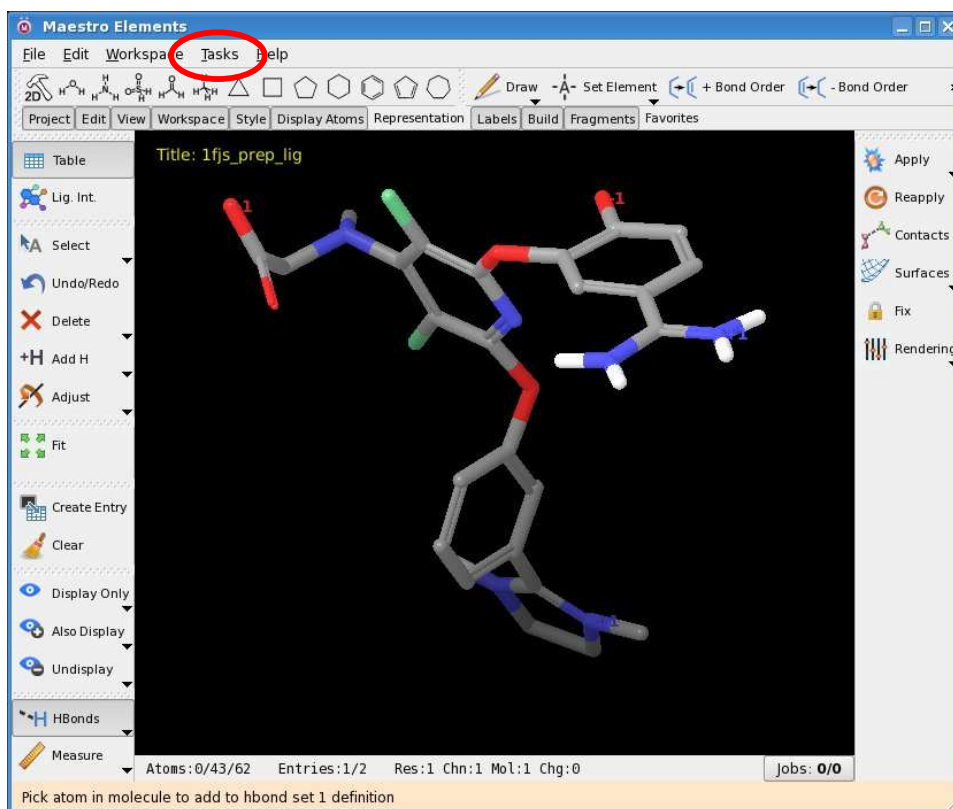 Maestro Elements
File Edit Workspace Tasks Help
2D Draw Set Element + Bond Order - Bond Order
Project Edit View Workspace Style Display Atoms Representation Labels Build Fragments Favorites
Table
Lig. Int.
Select
Undo/Redo
Delete
+H Add H
Adjust
Fit
Create Entry
Clear
Display Only
Also Display
Undisplay
H HBonds
Measure
Title: 1fjs_prep_lig
Apply
Reapply
Contacts
Surfaces
Fix
Rendering
Atoms:0/43/62 Entries:1/2 Res:1 Chn:1 Mol:1 Chg:0 Jobs: 0/0
Pick atom in molecule to add to hbond set 1 definition